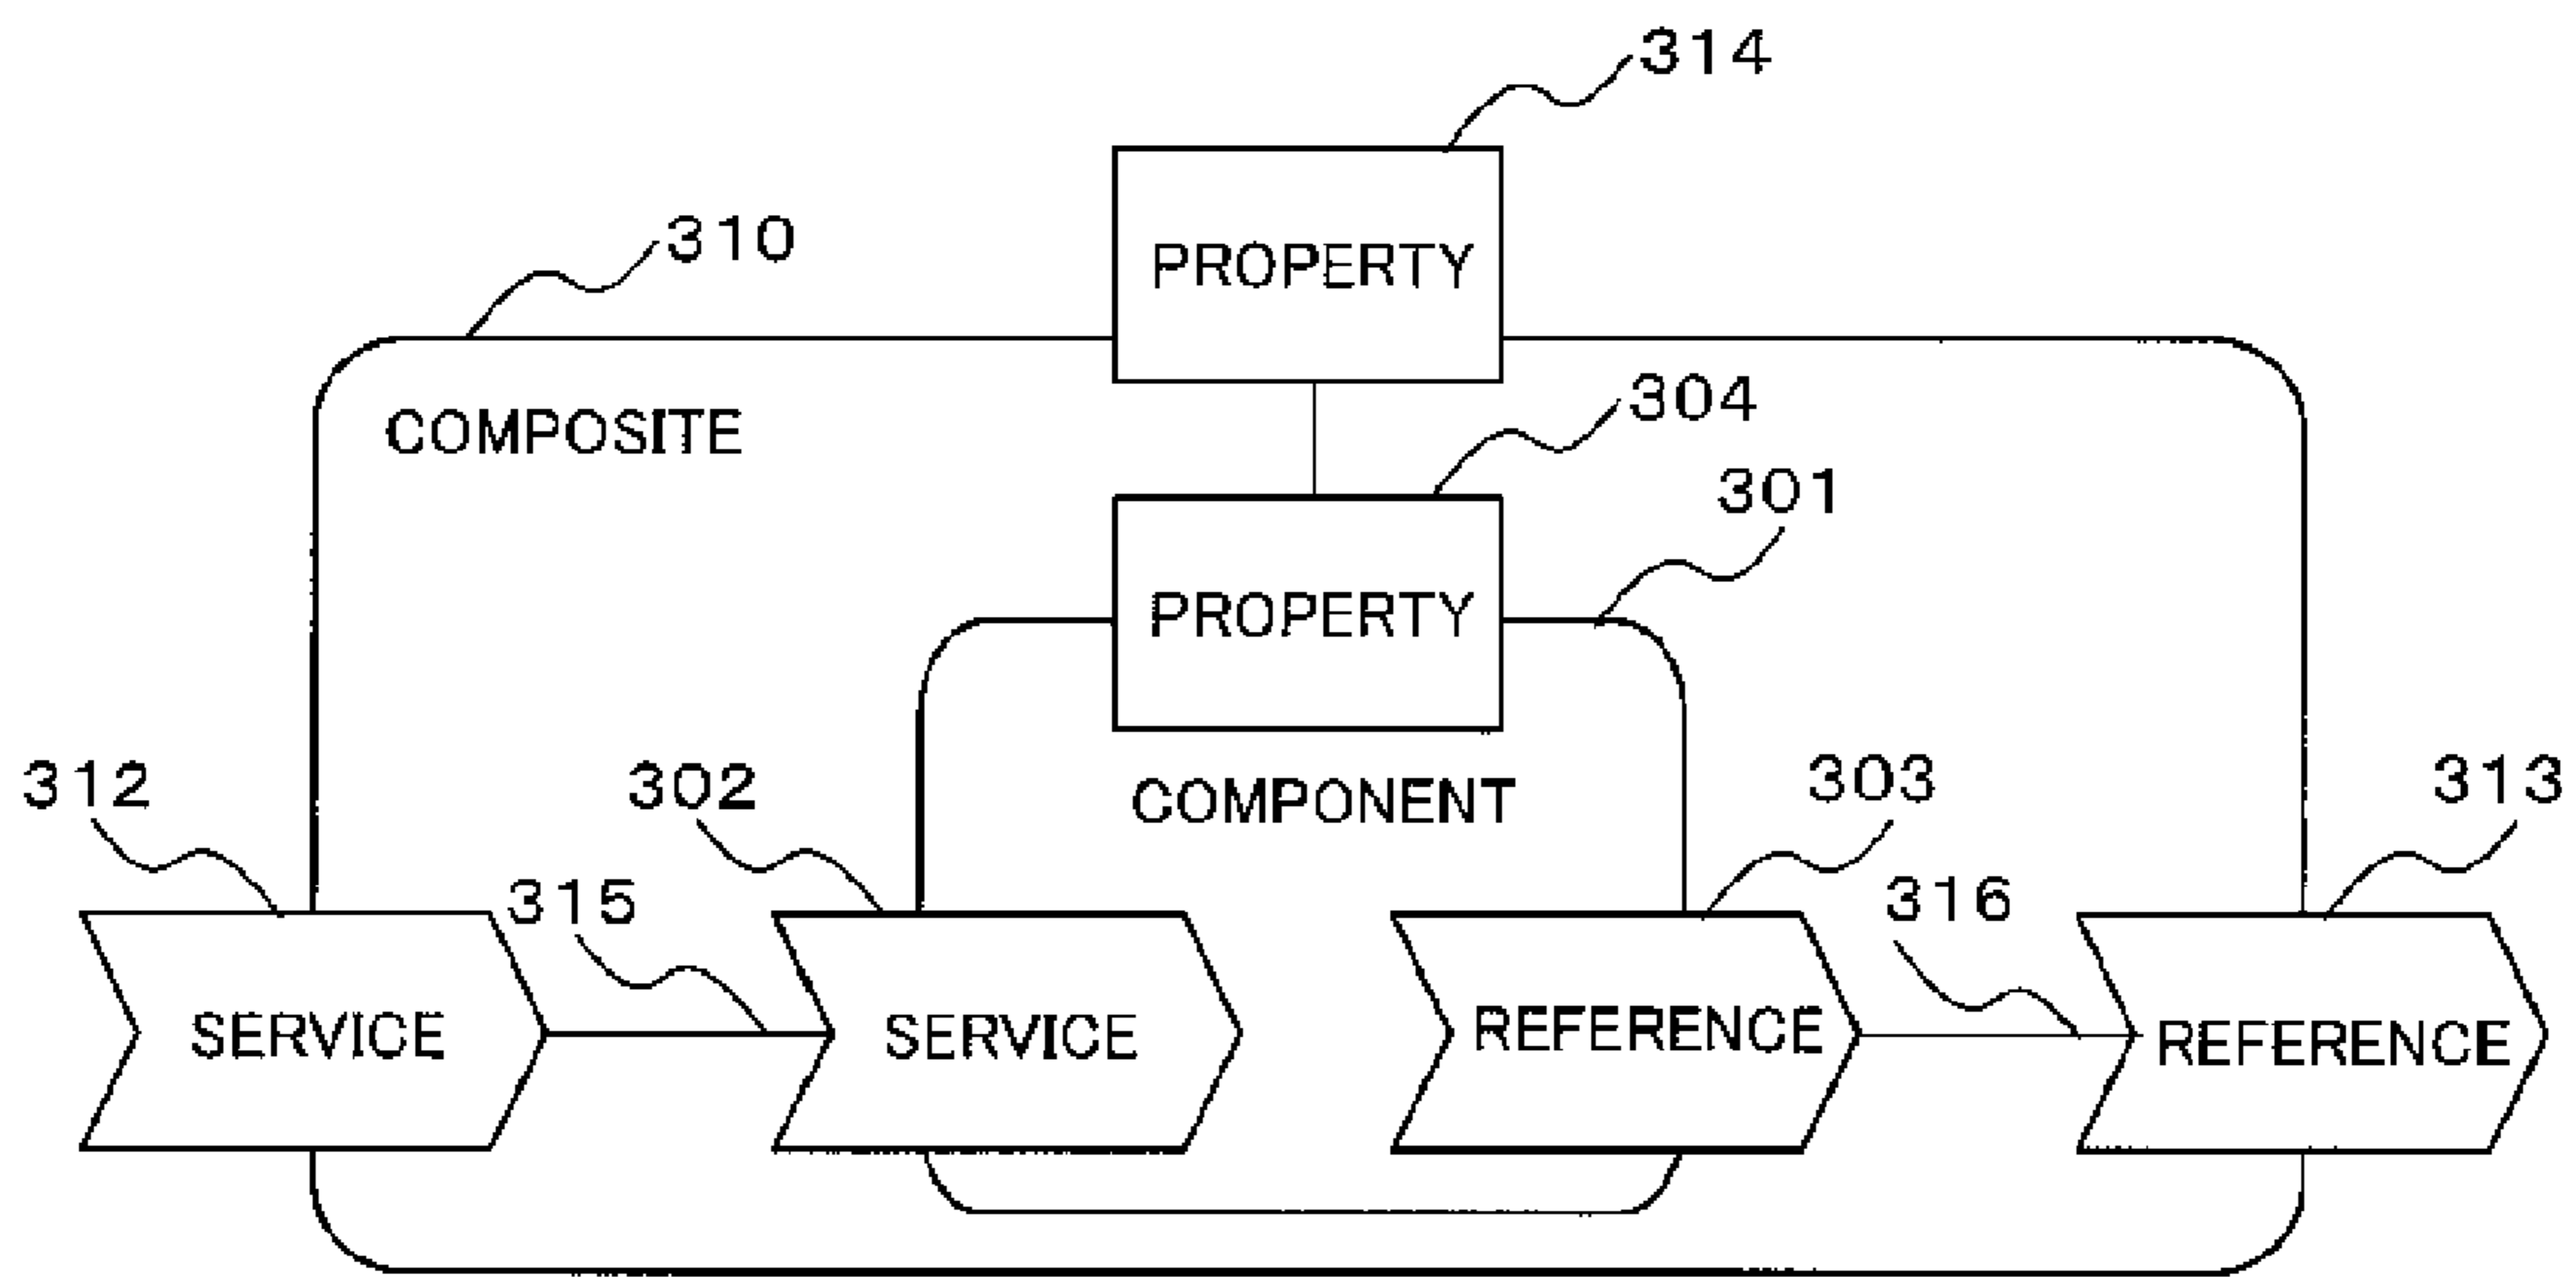 314
310
PROPERTY
304
COMPOSITE
301
PROPERTY
312
302
COMPONENT
303
313
315
316
SERVICE
SERVICE
REFERENCE
REFERENCE